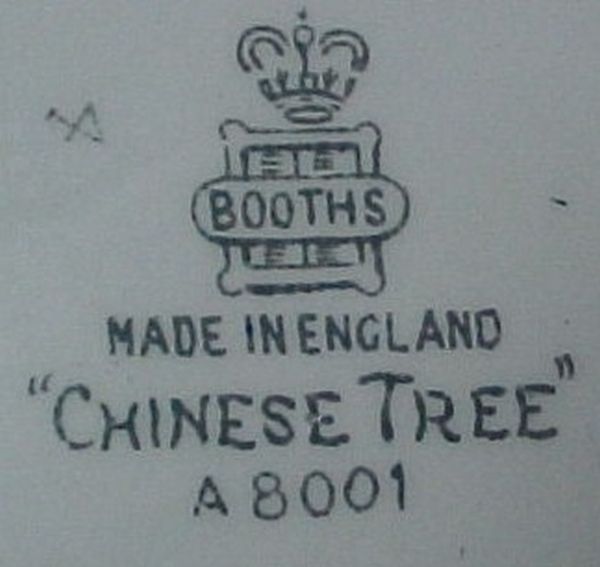 BOOTHS
MADE IN ENGLAND
"CHINESE TREE"
A 8001